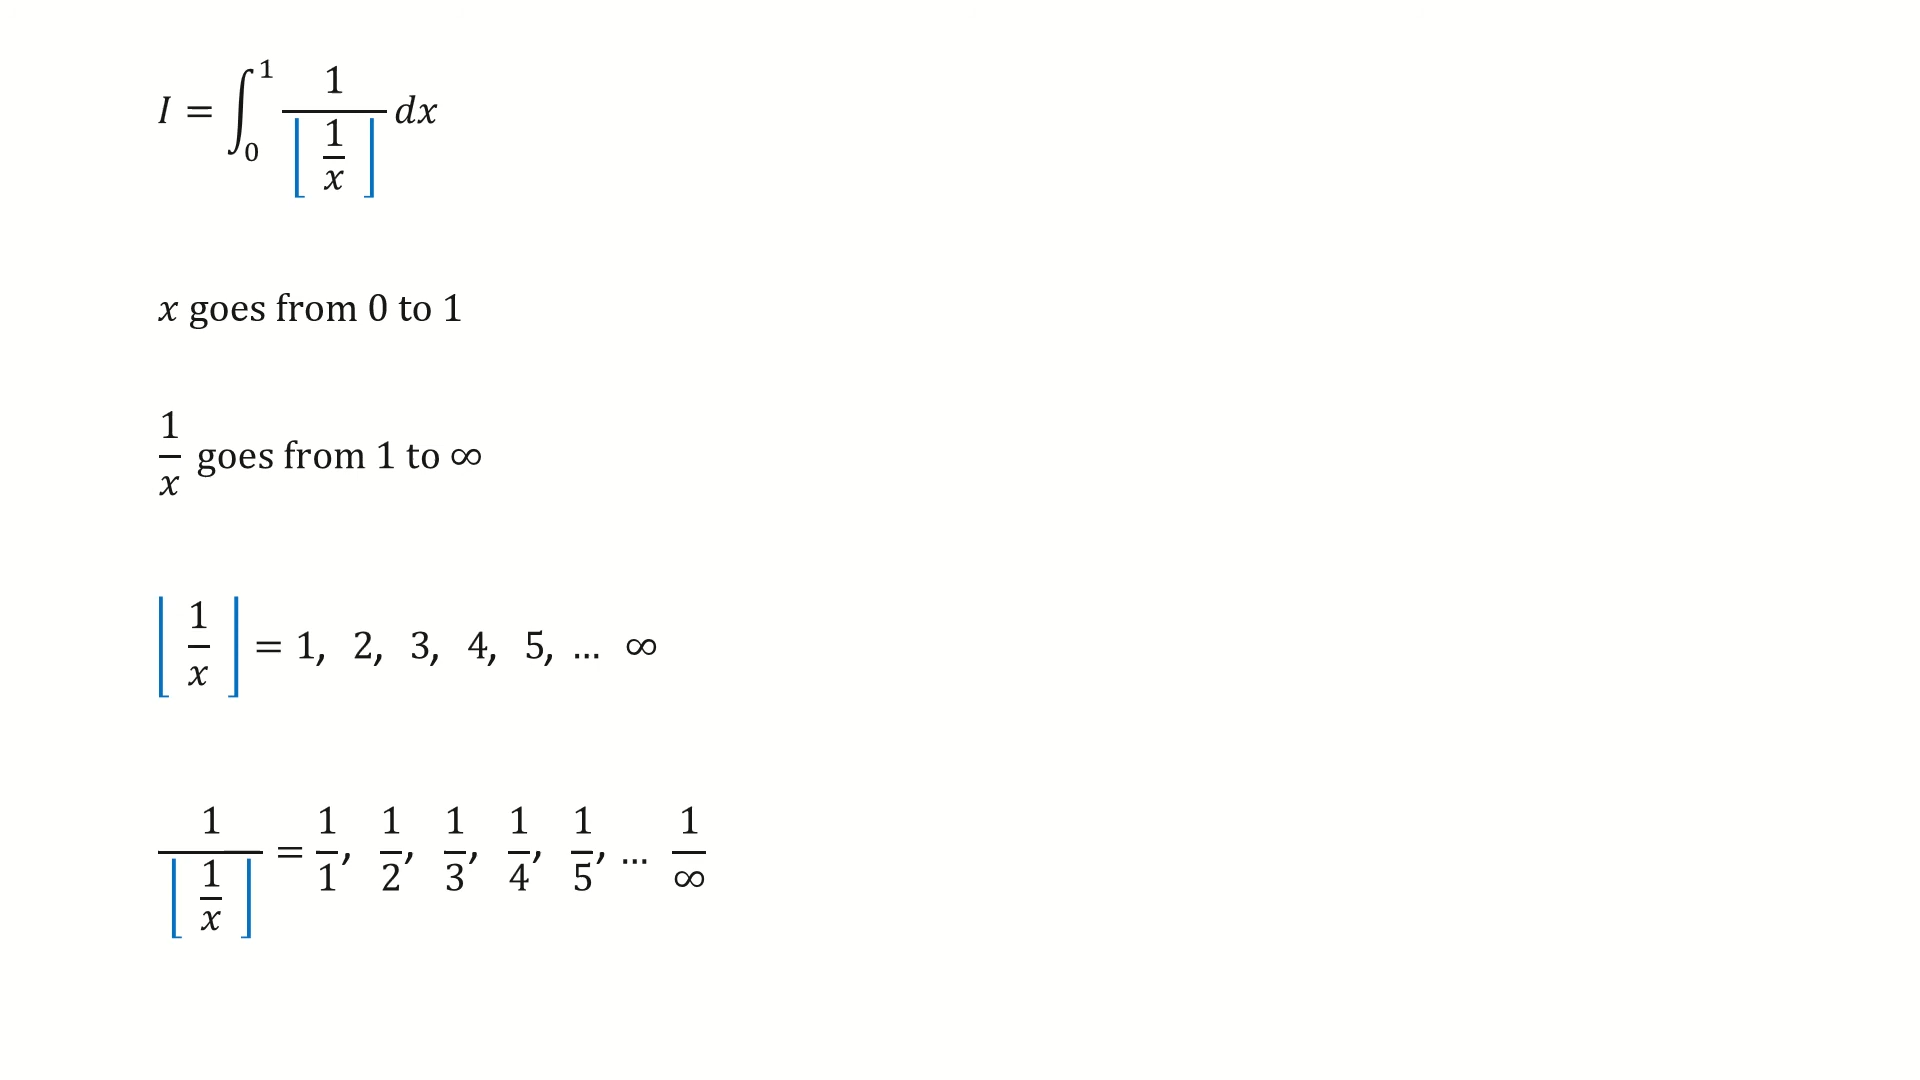 I = ∫₀¹ 1/⌊1/x⌋ dx
x goes from 0 to 1
1/x goes from 1 to ∞
⌊1/x⌋ = 1, 2, 3, 4, 5, … ∞
1/⌊1/x⌋ = 1/1, 1/2, 1/3, 1/4, 1/5, … 1/∞